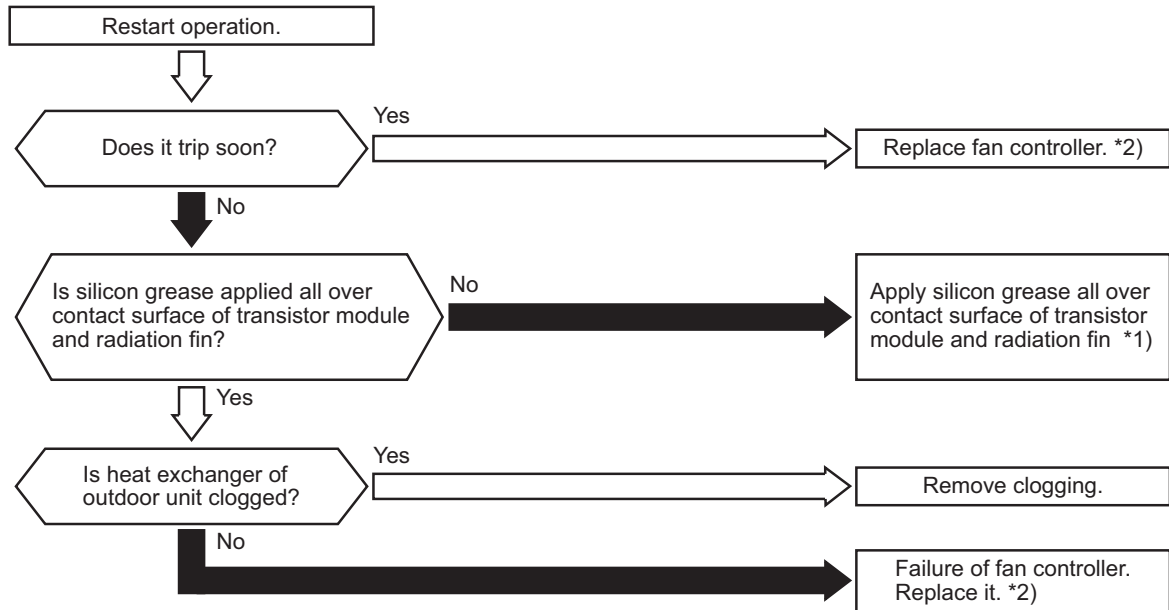 Restart operation.
Does it trip soon?
Yes
Replace fan controller. *2)
No
Is silicon grease applied all over
contact surface of transistor module
and radiation fin?
No
Apply silicon grease all over
contact surface of transistor
module and radiation fin *1)
Yes
Is heat exchanger of
outdoor unit clogged?
Yes
Remove clogging.
No
Failure of fan controller.
Replace it. *2)